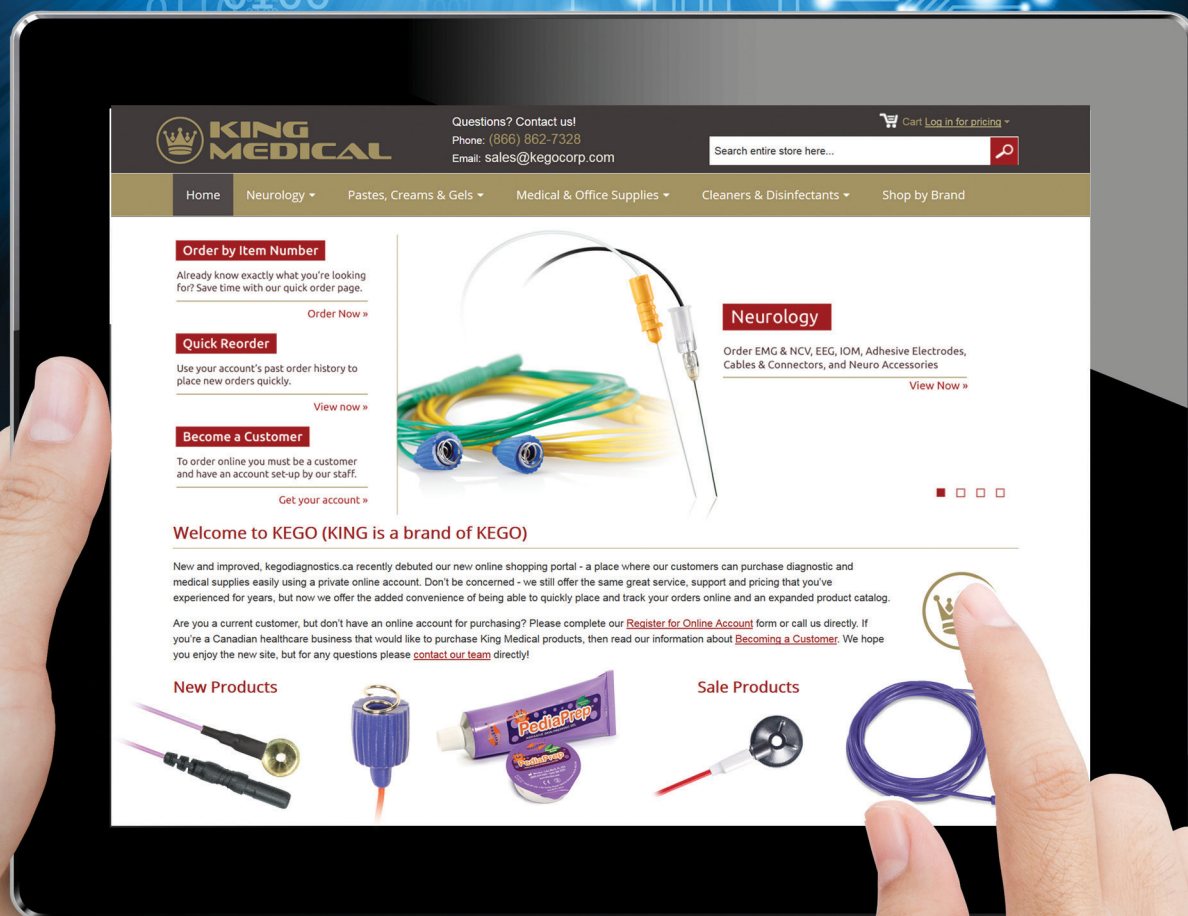 KING
MEDICAL
Questions? Contact us!
Phone: (866) 862-7328
Email: sales@kegocorp.com
Cart Log in for pricing
Search entire store here...
Home
Neurology
Pastes, Creams & Gels
Medical & Office Supplies
Cleaners & Disinfectants
Shop by Brand
Order by Item Number
Already know exactly what you're looking
for? Save time with our quick order page.
Order Now »
Quick Reorder
Use your account's past order history to
place new orders quickly.
View now »
Become a Customer
To order online you must be a customer
and have an account set-up by our staff.
Get your account »
Neurology
Order EMG & NCV, EEG, IOM, Adhesive Electrodes,
Cables & Connectors, and Neuro Accessories
View Now »
Welcome to KEGO (KING is a brand of KEGO)
New and improved, kegodiagnostics.ca recently debuted our new online shopping portal - a place where our customers can purchase diagnostic and
medical supplies easily using a private online account. Don't be concerned - we still offer the same great service, support and pricing that you've
experienced for years, but now we offer the added convenience of being able to quickly place and track your orders online and an expanded product catalog.
Are you a current customer, but don't have an online account for purchasing? Please complete our Register for Online Account form or call us directly. If
you're a Canadian healthcare business that would like to purchase King Medical products, then read our information about Becoming a Customer. We hope
you enjoy the new site, but for any questions please contact our team directly!
New Products
Sale Products
PediaPrep
PediaPrep